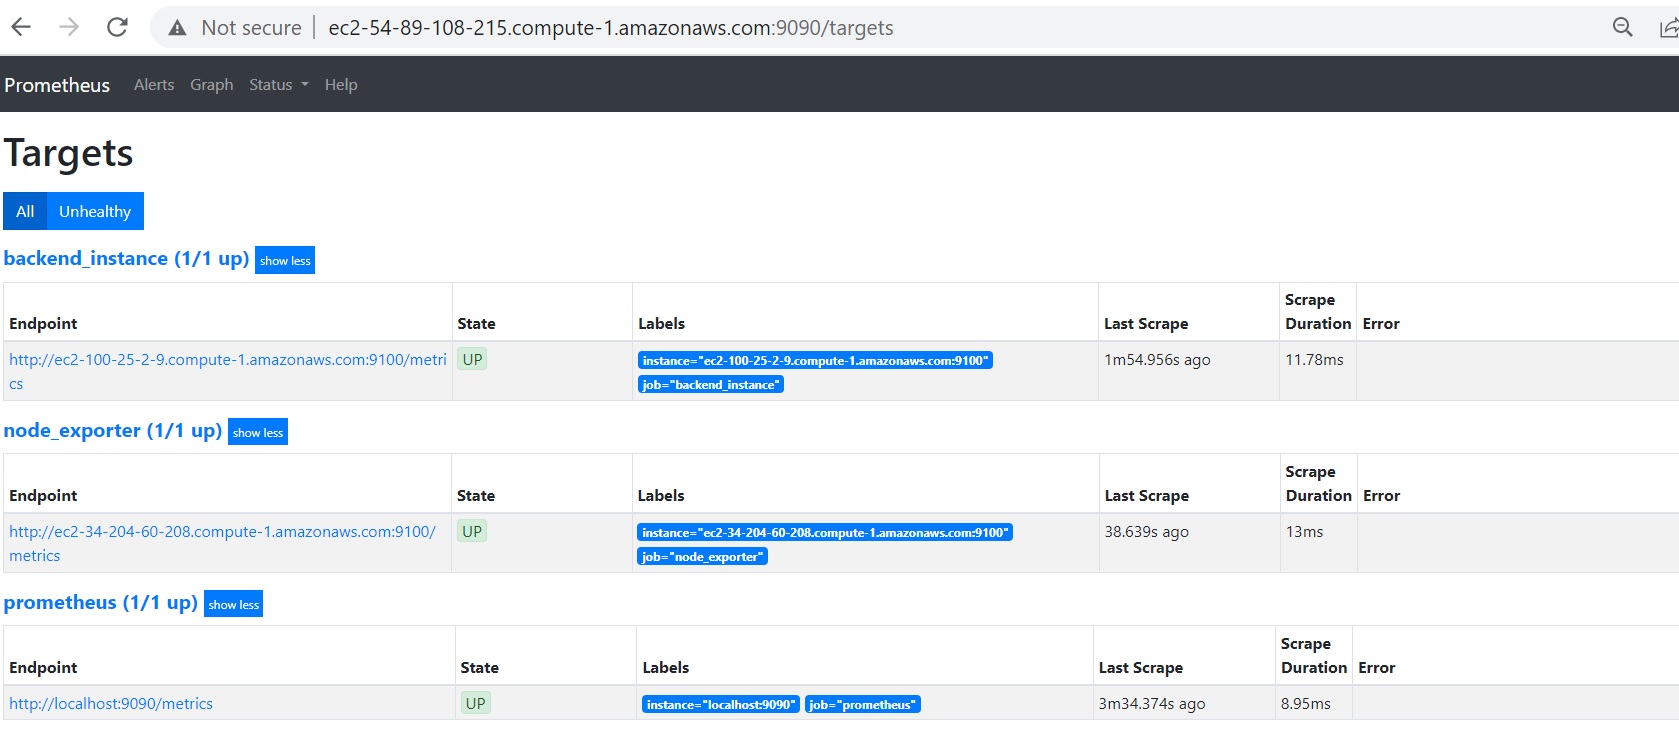 Not secure | ec2-54-89-108-215.compute-1.amazonaws.com:9090/targets
Prometheus Alerts Graph Status Help
Targets
All Unhealthy
backend_instance (1/1 up) show less
Endpoint State Labels Last Scrape Scrape Duration Error
http://ec2-100-25-2-9.compute-1.amazonaws.com:9100/metri
cs
UP
instance="ec2-100-25-2-9.compute-1.amazonaws.com:9100"
job="backend_instance"
1m54.956s ago
11.78ms
node_exporter (1/1 up) show less
Endpoint State Labels Last Scrape Scrape Duration Error
http://ec2-34-204-60-208.compute-1.amazonaws.com:9100/
metrics
UP
instance="ec2-34-204-60-208.compute-1.amazonaws.com:9100"
job="node_exporter"
38.639s ago
13ms
prometheus (1/1 up) show less
Endpoint State Labels Last Scrape Scrape Duration Error
http://localhost:9090/metrics
UP
instance="localhost:9090" job="prometheus"
3m34.374s ago
8.95ms